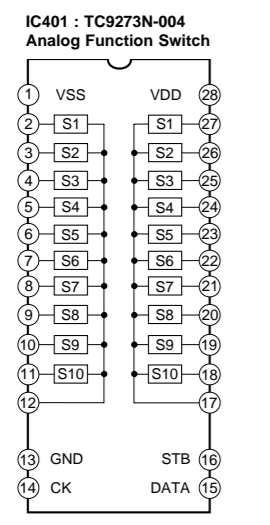 IC401 : TC9273N-004
Analog Function Switch
1 VSS VDD 28
2 S1 S1 27
3 S2 S2 26
4 S3 S3 25
5 S4 S4 24
6 S5 S5 23
7 S6 S6 22
8 S7 S7 21
9 S8 S8 20
10 S9 S9 19
11 S10 S10 18
12 17
13 GND STB 16
14 CK DATA 15